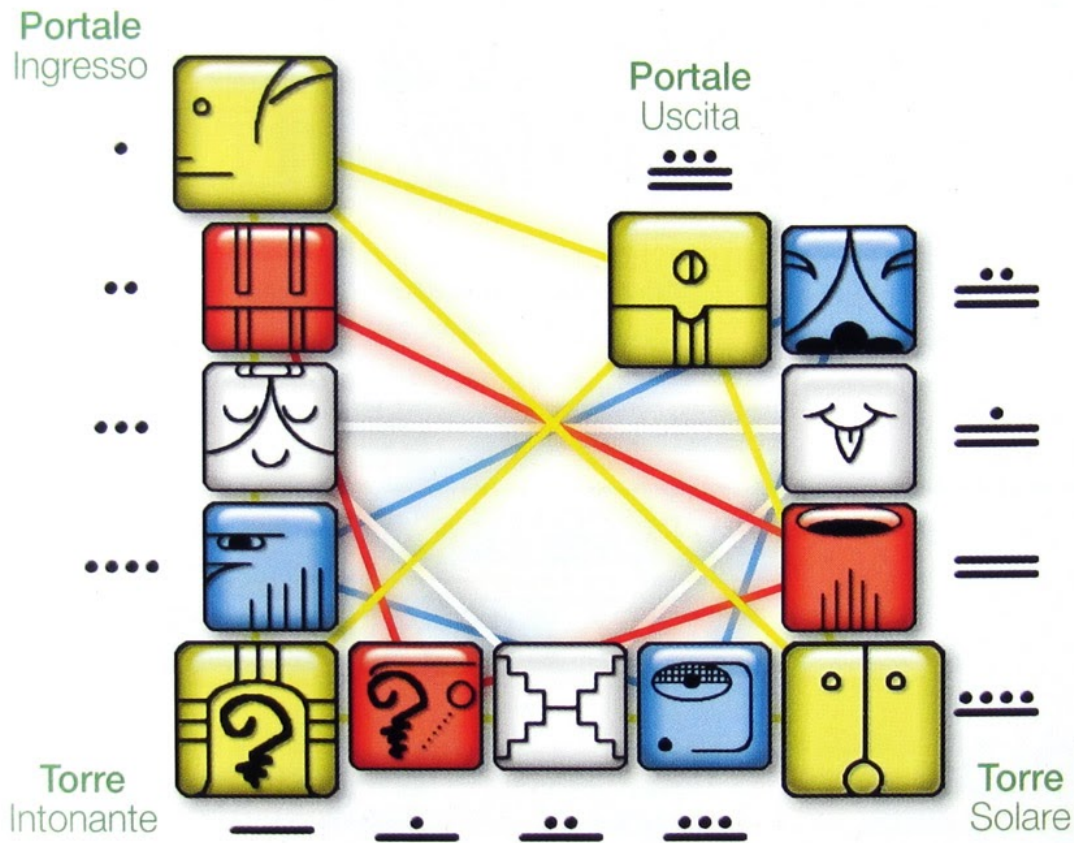 Portale
Ingresso
Portale
Uscita
Torre
Intonante
Torre
Solare